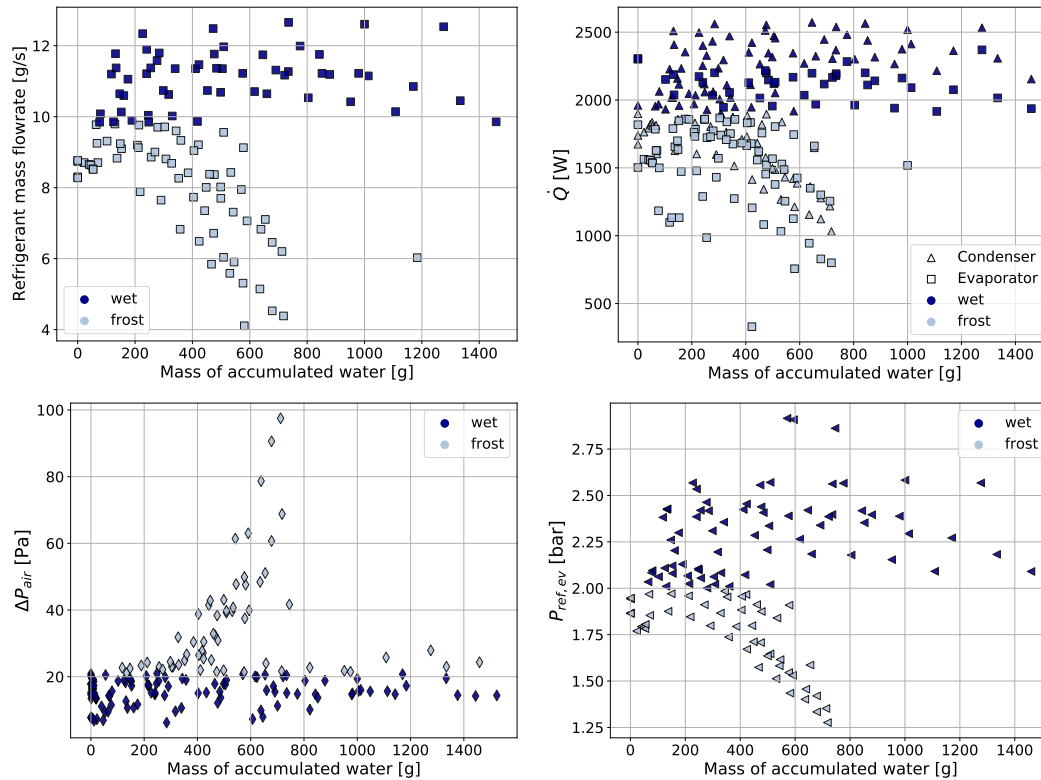 12
10
8
6
4
Refrigerant mass flowrate [g/s]
wet
frost
0 200 400 600 800 1000 1200 1400
Mass of accumulated water [g]
2500
2000
1500
1000
500
Q̇ [W]
Condenser
Evaporator
wet
frost
0 200 400 600 800 1000 1200 1400
Mass of accumulated water [g]
100
80
60
40
20
ΔP_air [Pa]
wet
frost
0 200 400 600 800 1000 1200 1400
Mass of accumulated water [g]
2.75
2.50
2.25
2.00
1.75
1.50
1.25
P_ref,ev [bar]
wet
frost
0 200 400 600 800 1000 1200 1400
Mass of accumulated water [g]